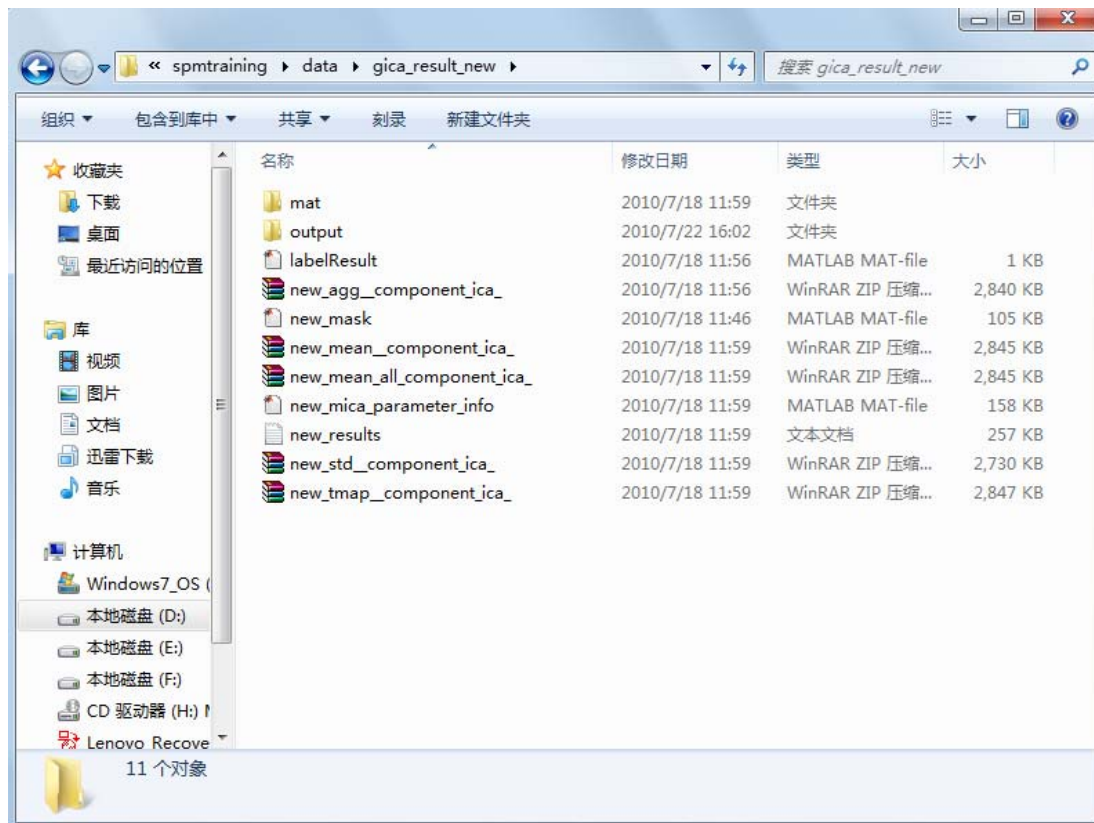 « spmtraining ▸ data ▸ gica_result_new ▸
搜索 gica_result_new
组织 包含到库中 共享 刻录 新建文件夹
收藏夹
下载
桌面
最近访问的位置
库
视频
图片
文档
迅雷下载
音乐
计算机
Windows7_OS (
本地磁盘 (D:)
本地磁盘 (E:)
本地磁盘 (F:)
CD 驱动器 (H:) M
Lenovo_Recove
名称 修改日期 类型 大小
mat 2010/7/18 11:59 文件夹
output 2010/7/22 16:02 文件夹
labelResult 2010/7/18 11:56 MATLAB MAT-file 1 KB
new_agg__component_ica_ 2010/7/18 11:56 WinRAR ZIP 压缩... 2,840 KB
new_mask 2010/7/18 11:46 MATLAB MAT-file 105 KB
new_mean__component_ica_ 2010/7/18 11:59 WinRAR ZIP 压缩... 2,845 KB
new_mean_all_component_ica_ 2010/7/18 11:59 WinRAR ZIP 压缩... 2,845 KB
new_mica_parameter_info 2010/7/18 11:59 MATLAB MAT-file 158 KB
new_results 2010/7/18 11:59 文本文档 257 KB
new_std__component_ica_ 2010/7/18 11:59 WinRAR ZIP 压缩... 2,730 KB
new_tmap__component_ica_ 2010/7/18 11:59 WinRAR ZIP 压缩... 2,847 KB
11 个对象